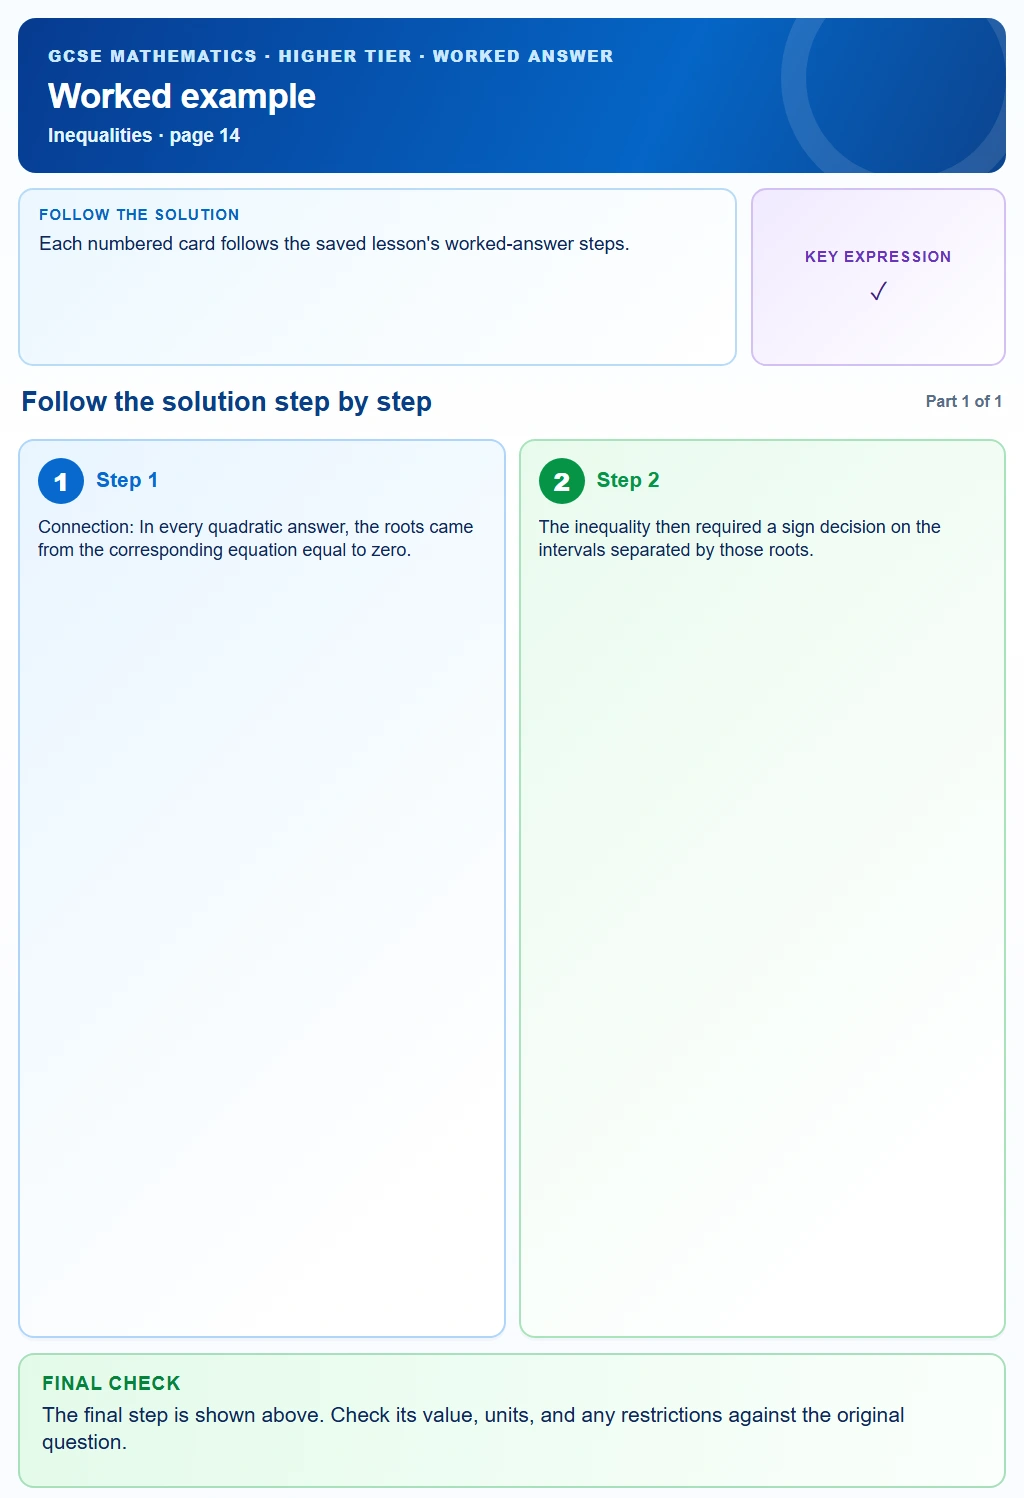 GCSE MATHEMATICS · HIGHER TIER · WORKED ANSWER
Worked example
Inequalities · page 14
FOLLOW THE SOLUTION
Each numbered card follows the saved lesson's worked-answer steps.
KEY EXPRESSION
✓
Follow the solution step by step
Part 1 of 1
1 Step 1
Connection: In every quadratic answer, the roots came
from the corresponding equation equal to zero.
2 Step 2
The inequality then required a sign decision on the
intervals separated by those roots.
FINAL CHECK
The final step is shown above. Check its value, units, and any restrictions against the original
question.